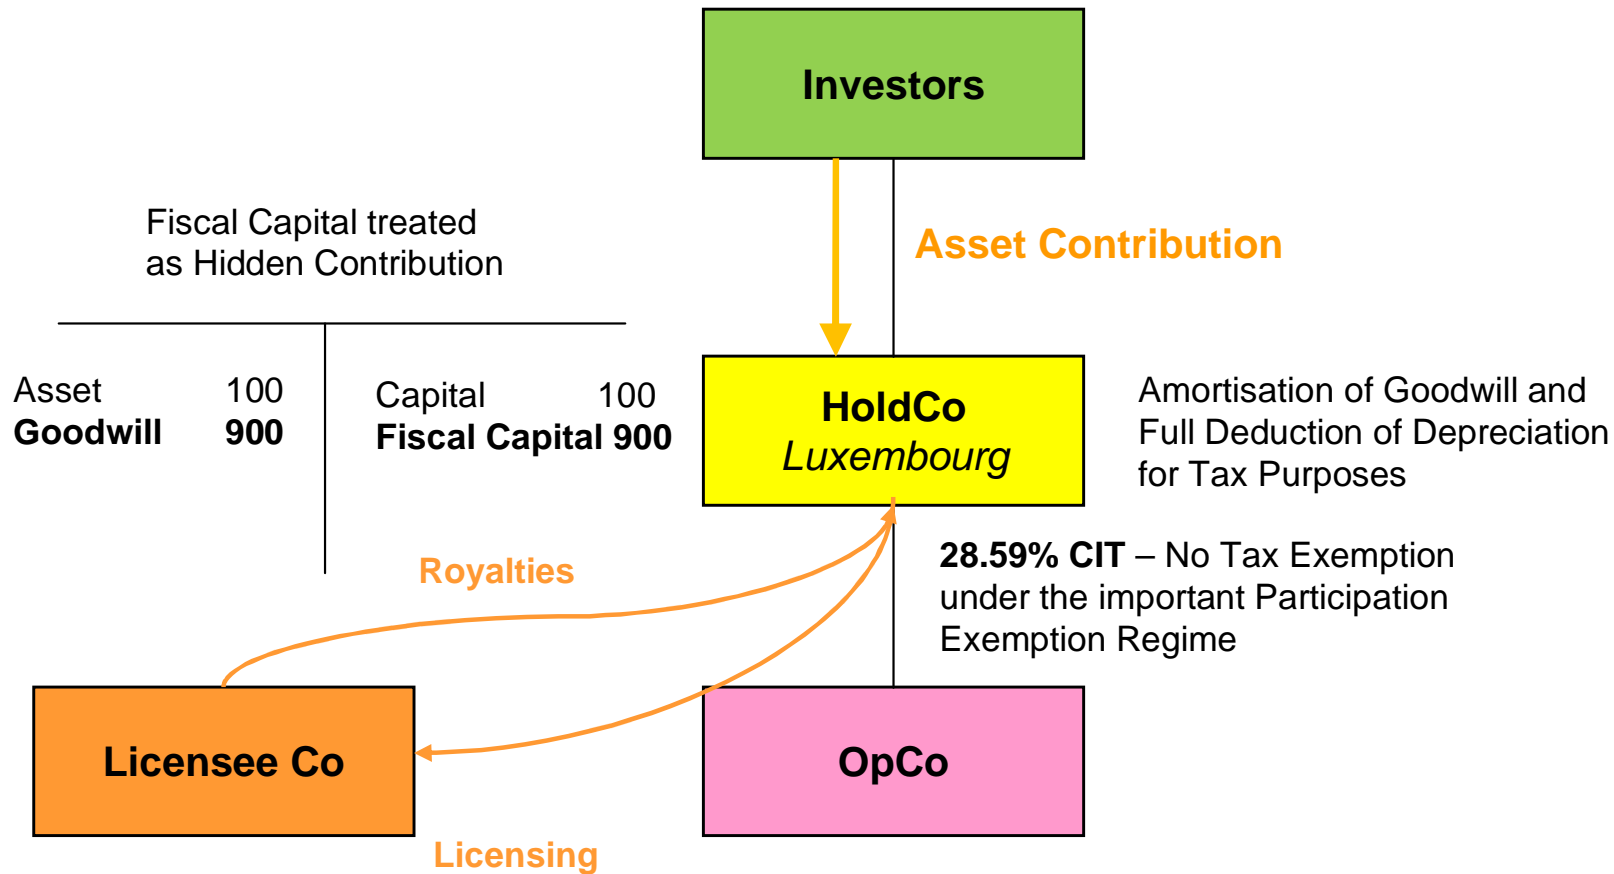 Investors
Fiscal Capital treated
as Hidden Contribution
Asset Contribution
Asset 100
Goodwill 900
Capital 100
Fiscal Capital 900
HoldCo
Luxembourg
Amortisation of Goodwill and
Full Deduction of Depreciation
for Tax Purposes
Royalties
28.59% CIT – No Tax Exemption
under the important Participation
Exemption Regime
Licensee Co
OpCo
Licensing